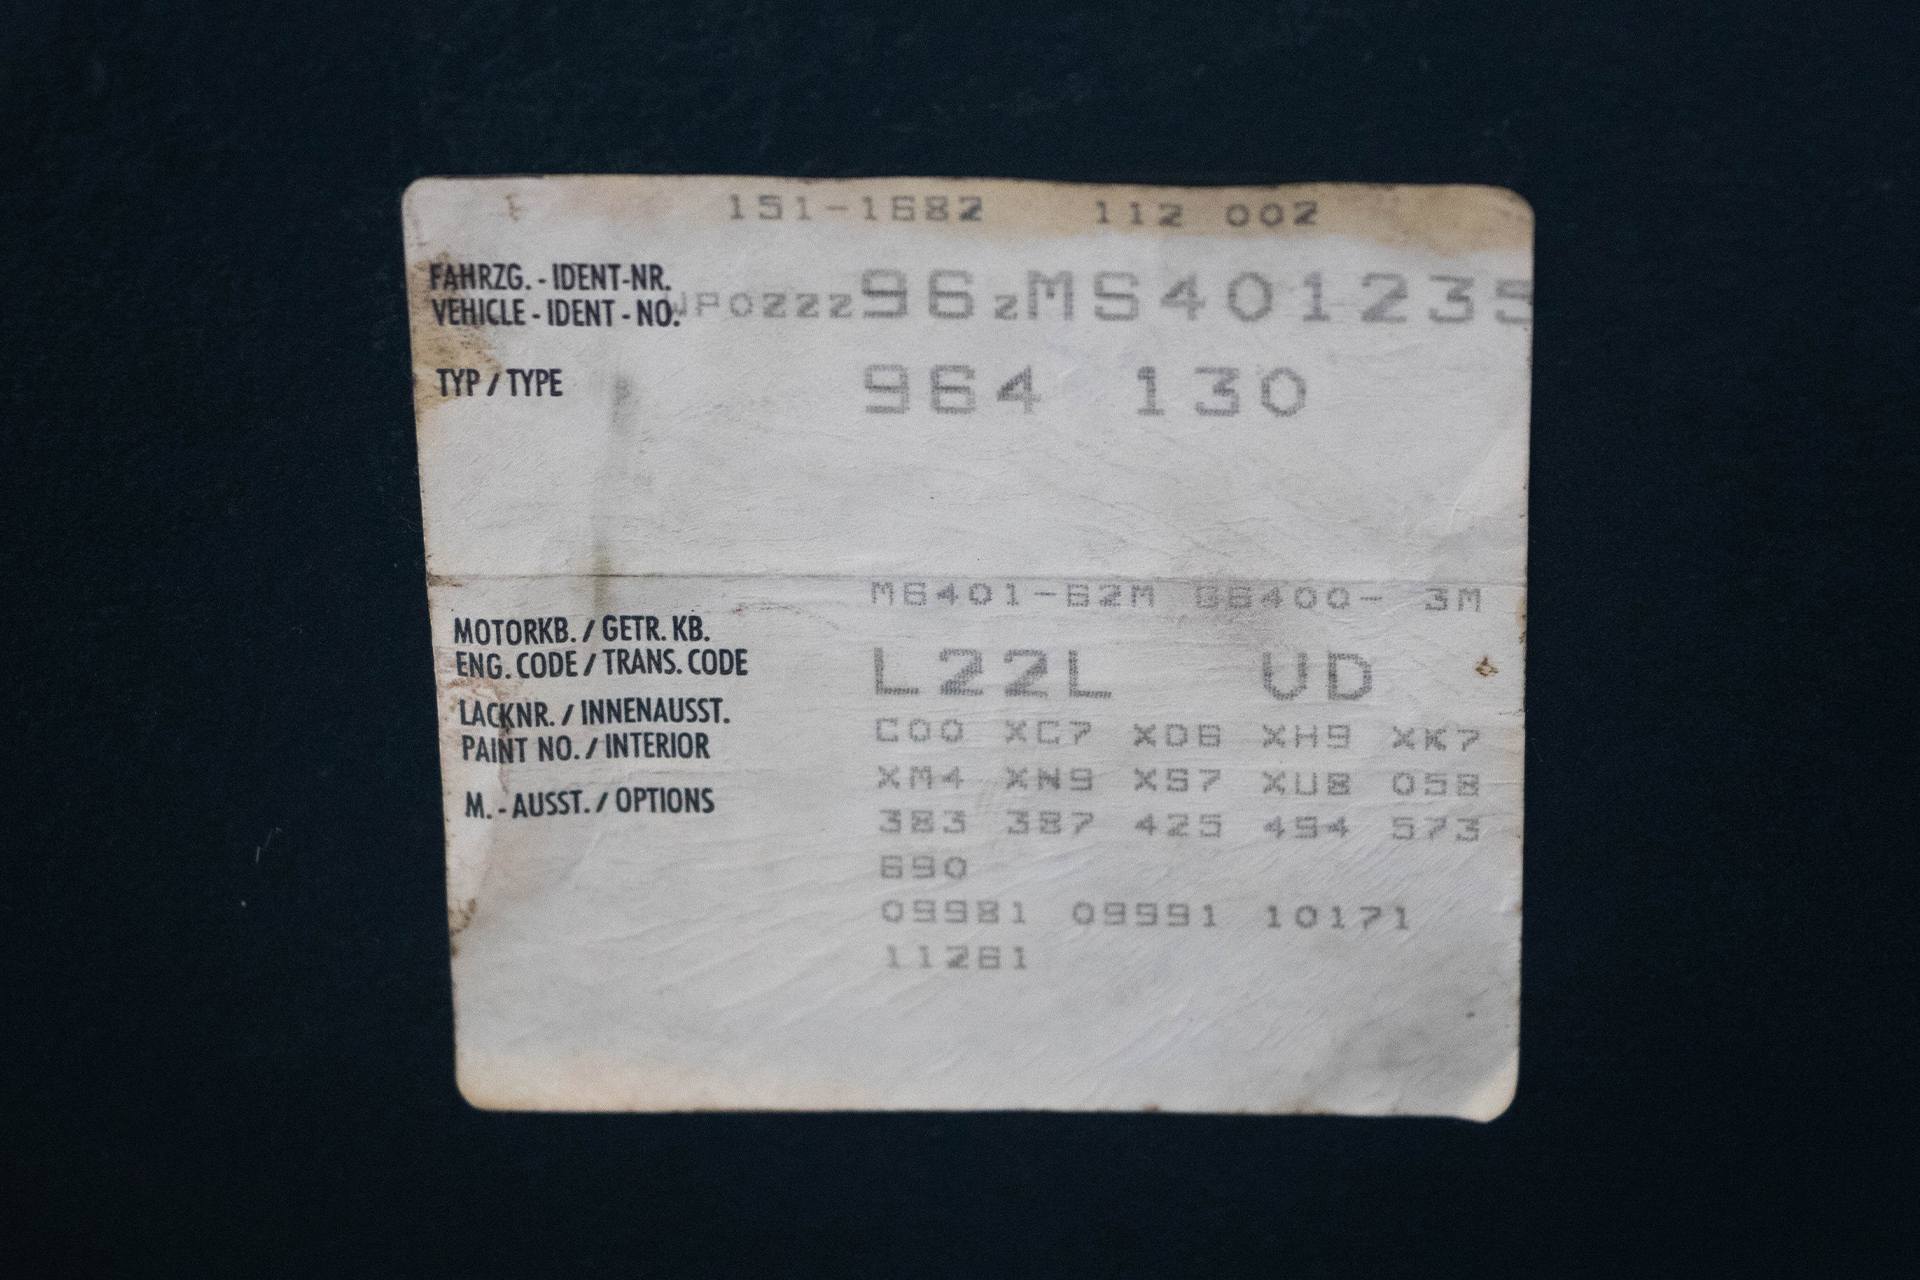 151-1682 112 002
FAHRZG. - IDENT-NR.
VEHICLE - IDENT - NO. WP0ZZZ96ZMS401235
TYP / TYPE 964 130
M6401-62M G6400- 3M
MOTORKB. / GETR. KB.
ENG. CODE / TRANS. CODE L22L UD
LACKNR. / INNENAUSST.
PAINT NO. / INTERIOR
M. - AUSST. / OPTIONS
C00 XC7 XD6 XH9 XK7
XM4 XN9 XS7 XU8 058
383 387 425 494 573
690
09981 09991 10171
11261